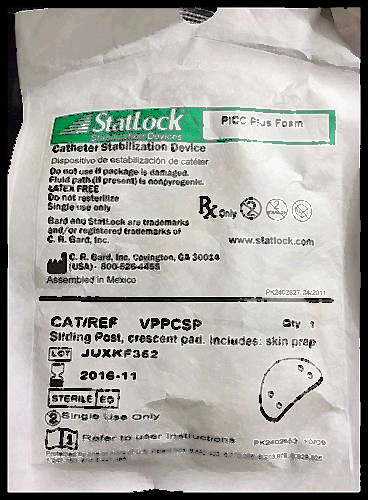 StatLock
Stabilization Devices
PICC Plus Foam
Catheter Stabilization Device
Dispositivo de estabilización de catéter
Do not use if package is damaged.
Fluid path (if present) is nonpyrogenic.
LATEX FREE
Do not resterilize
Single use only
Rx Only
Bard and StatLock are trademarks
and/or registered trademarks of
C. R. Bard, Inc.
www.statlock.com
C. R. Bard, Inc. Covington, GA 30014
(USA) - 800-526-4455
Assembled in Mexico
PK2402827 04/2011
CAT/REF VPPCSP Qty 1
Sliding Post, crescent pad. Includes: skin prep
LOT JUXKF362
2016-11
STERILE EO
2 Single Use Only
Refer to user instructions